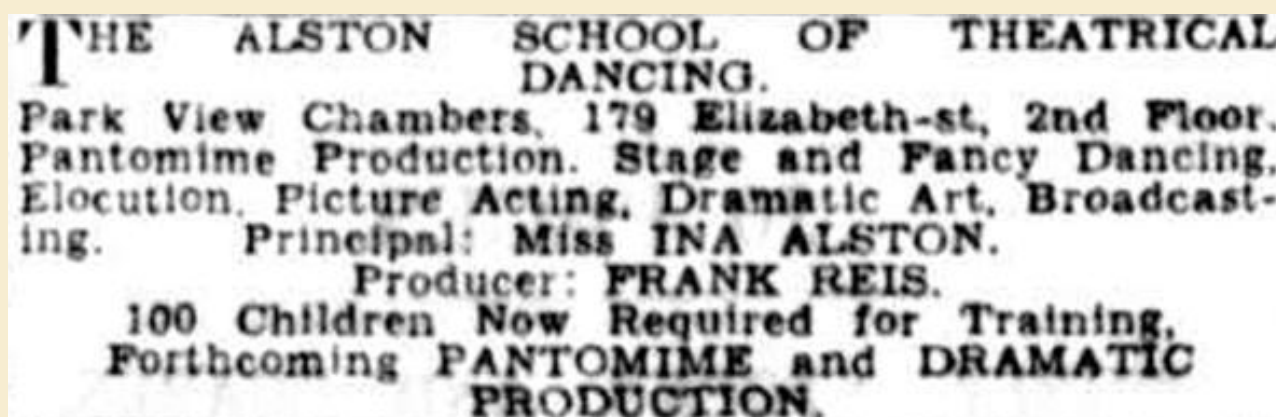 THE ALSTON SCHOOL OF THEATRICAL
DANCING.
Park View Chambers, 179 Elizabeth-st, 2nd Floor.
Pantomime Production. Stage and Fancy Dancing,
Elocution, Picture Acting, Dramatic Art, Broadcast-
ing. Principal: Miss INA ALSTON.
Producer: FRANK REIS.
100 Children Now Required for Training,
Forthcoming PANTOMIME and DRAMATIC
PRODUCTION.